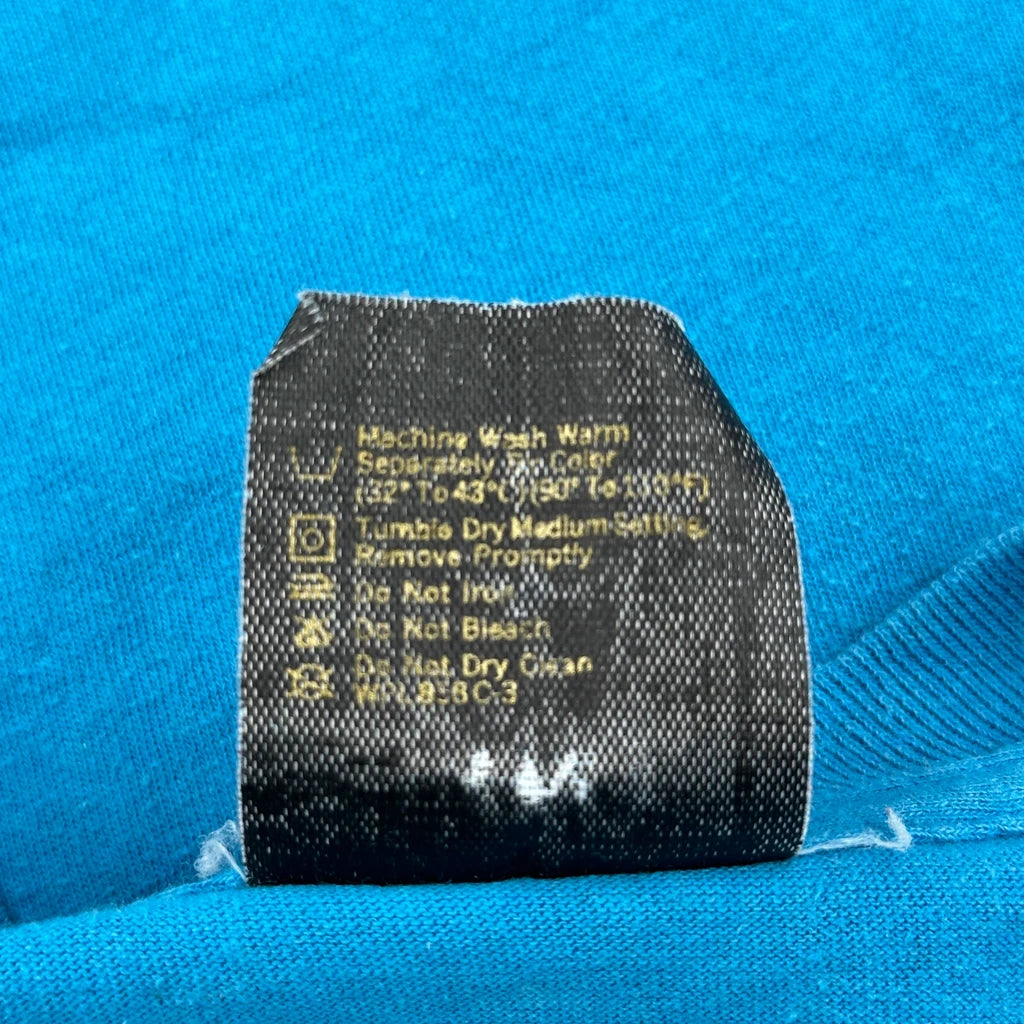 Machine Wash Warm
Separately By Color
(32° To 43°C) (90° To 110°F)
Tumble Dry Medium Setting,
Remove Promptly
Do Not Iron
Do Not Bleach
Do Not Dry Clean
WPL 836 C-3